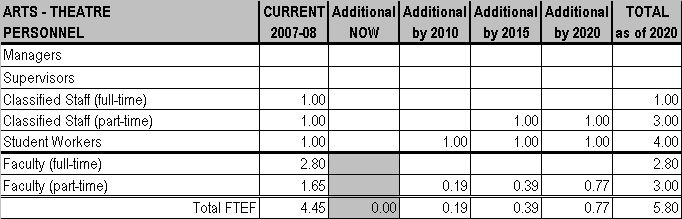 ARTS - THEATRE CURRENT Additional Additional Additional Additional TOTAL
PERSONNEL 2007-08 NOW by 2010 by 2015 by 2020 as of 2020
Managers
Supervisors
Classified Staff (full-time) 1.00 1.00
Classified Staff (part-time) 1.00 1.00 1.00 3.00
Student Workers 1.00 1.00 1.00 1.00 4.00
Faculty (full-time) 2.80 2.80
Faculty (part-time) 1.65 0.19 0.39 0.77 3.00
Total FTEF 4.45 0.00 0.19 0.39 0.77 5.80